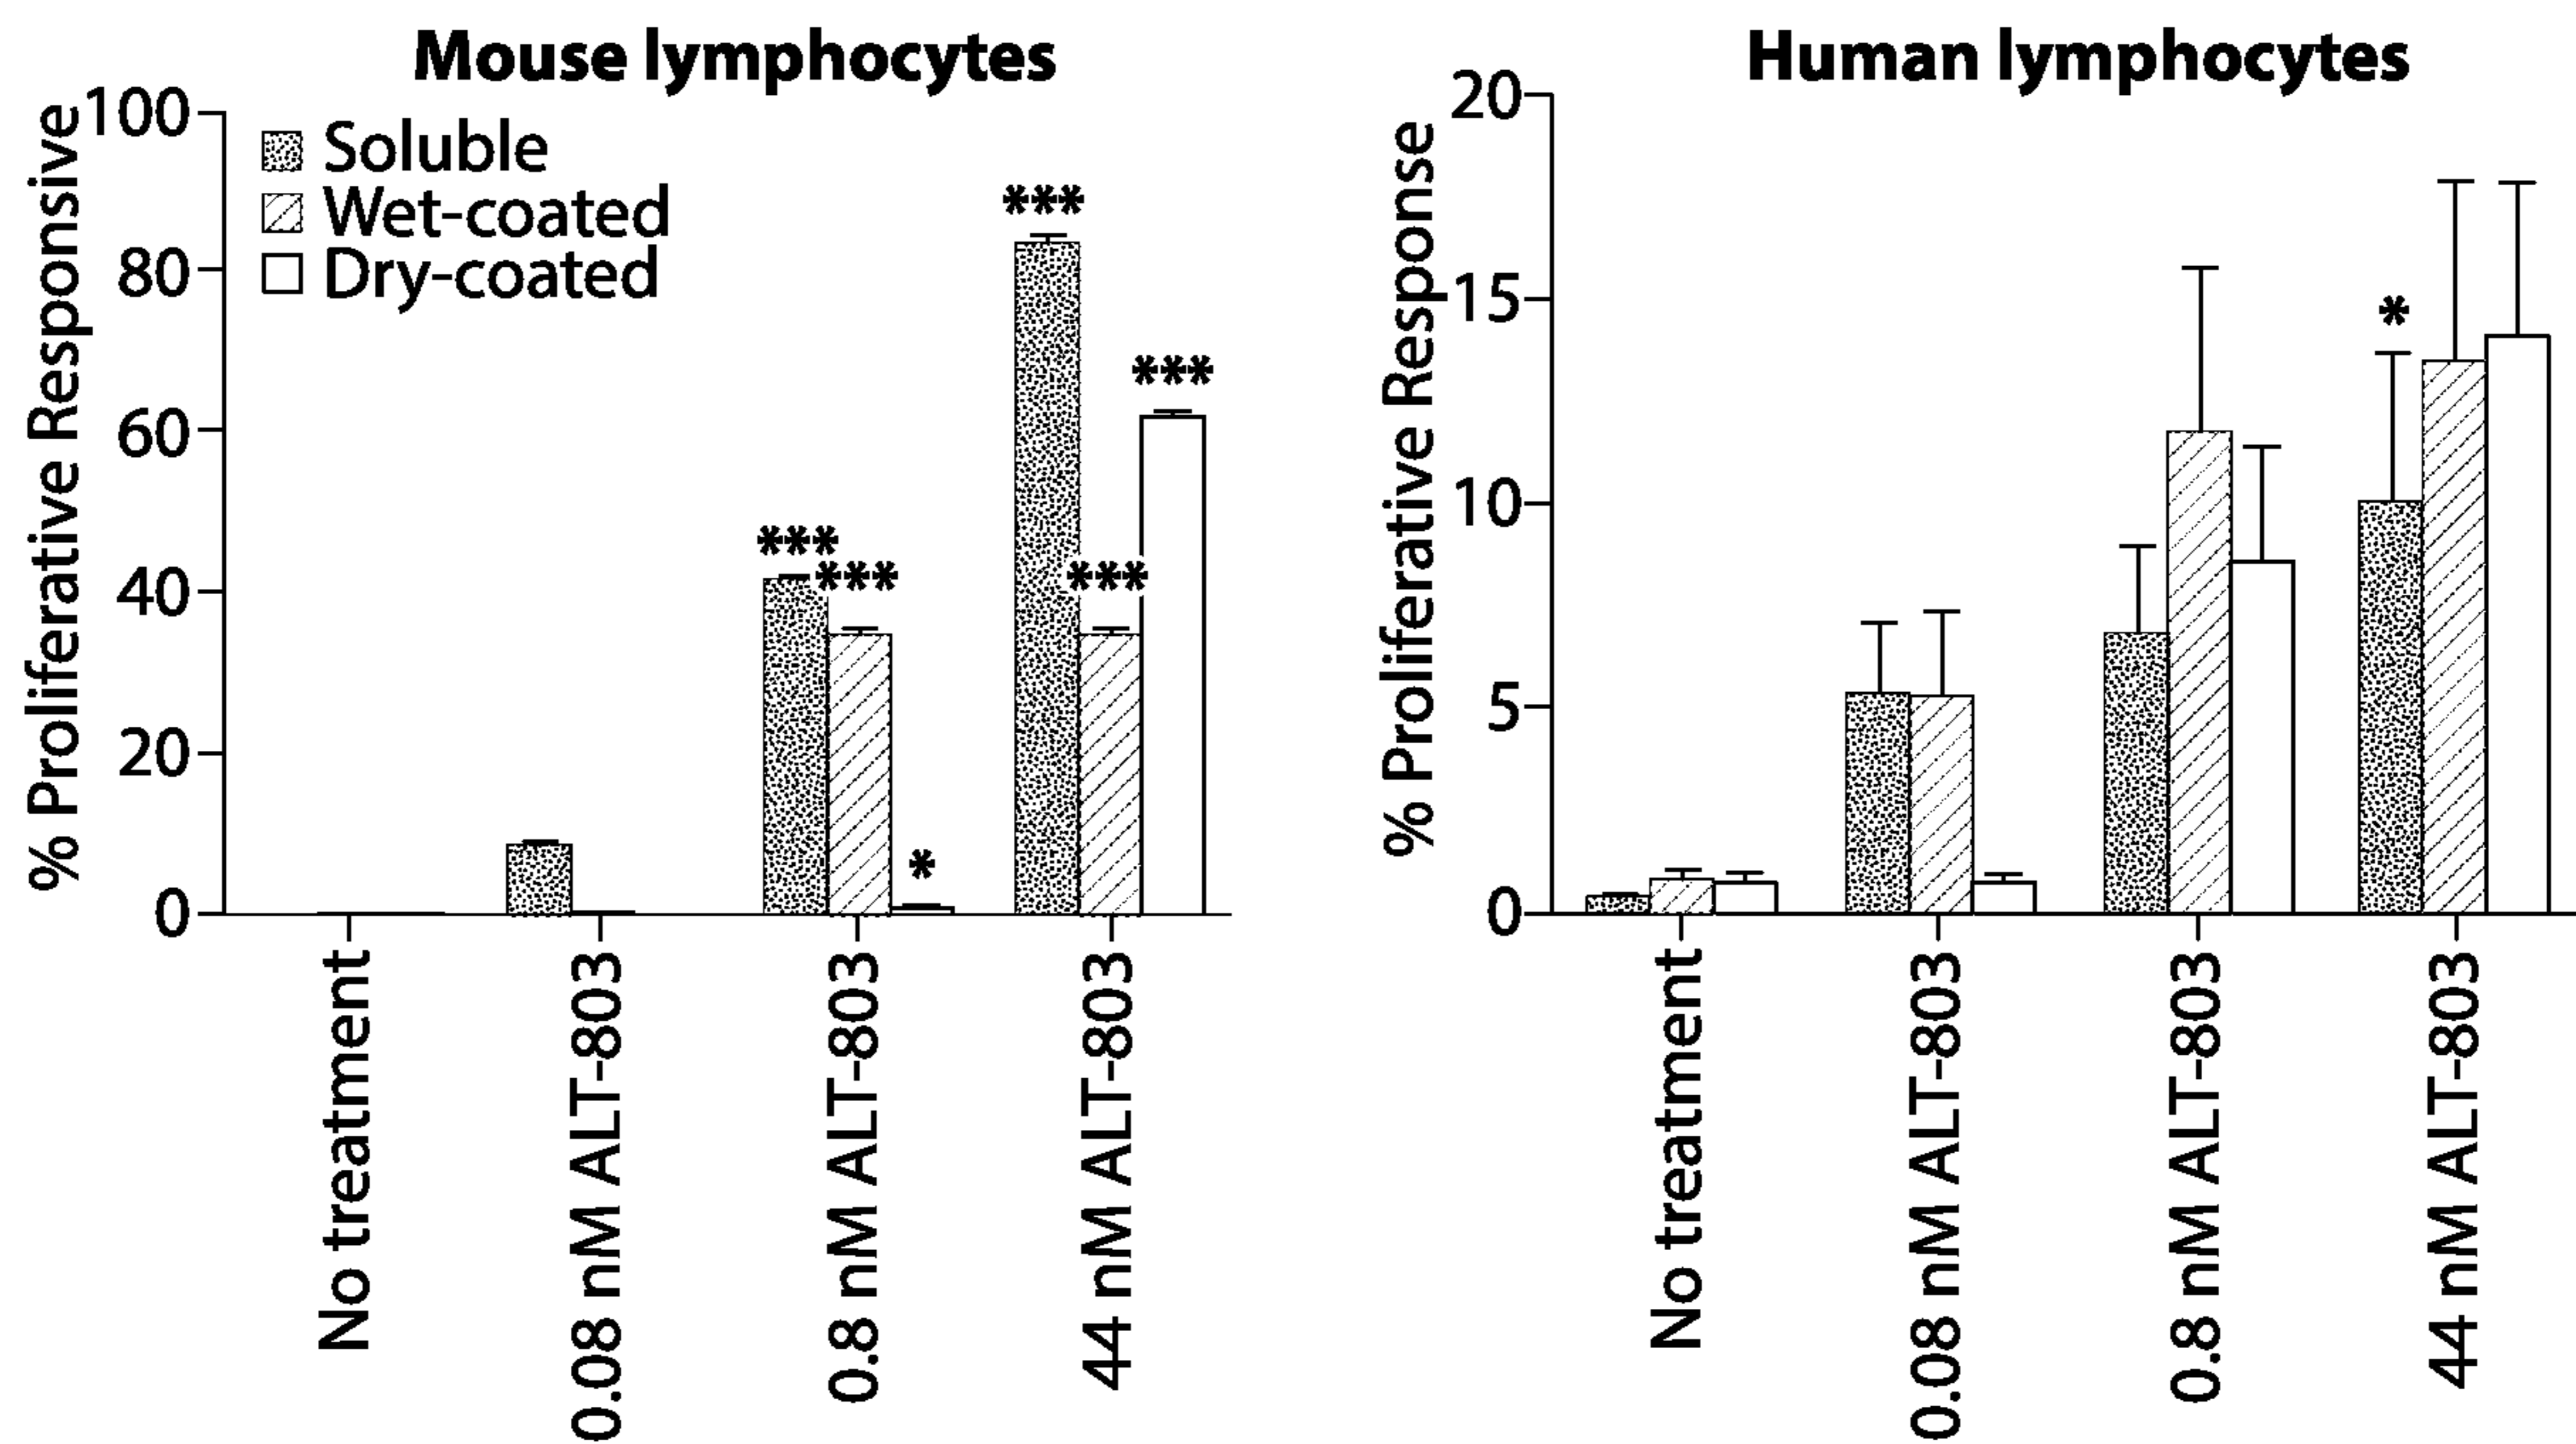 Mouse lymphocytes
% Proliferative Responsive
100
80
60
40
20
0
Soluble
Wet-coated
Dry-coated
***
***
*
***
***
***
No treatment
0.08 nM ALT-803
0.8 nM ALT-803
44 nM ALT-803
Human lymphocytes
% Proliferative Response
20
15
10
5
0
*
No treatment
0.08 nM ALT-803
0.8 nM ALT-803
44 nM ALT-803